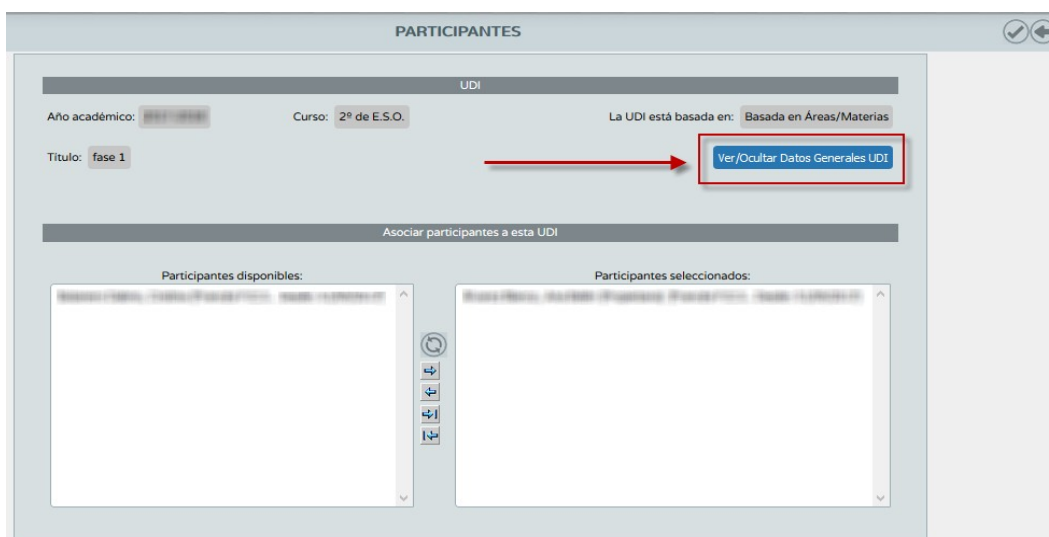 PARTICIPANTES
UDI
Año académico: Curso: 2º de E.S.O. La UDI está basada en: Basada en Áreas/Materias
Título: fase 1 Ver/Ocultar Datos Generales UDI
Asociar participantes a esta UDI
Participantes disponibles: Participantes seleccionados: